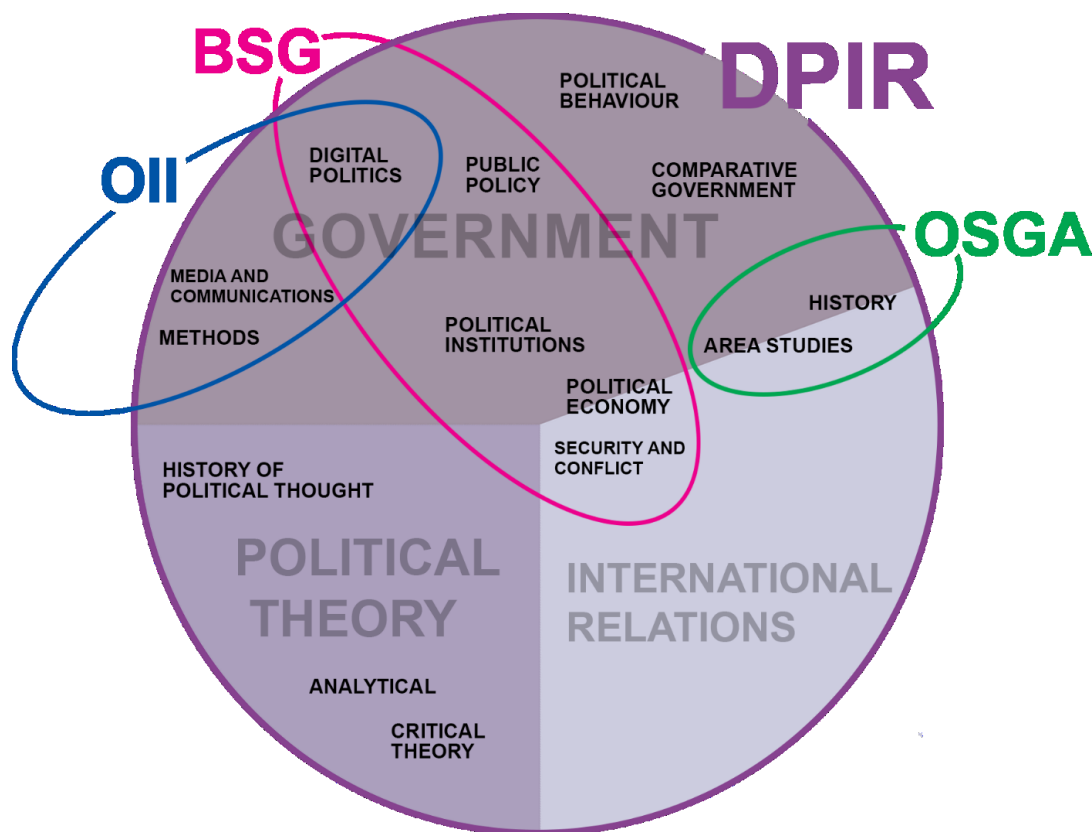 BSG
DPIR
POLITICAL
BEHAVIOUR
OII
DIGITAL
POLITICS
PUBLIC
POLICY
COMPARATIVE
GOVERNMENT
GOVERNMENT
OSGA
MEDIA AND
COMMUNICATIONS
HISTORY
METHODS
POLITICAL
INSTITUTIONS
AREA STUDIES
POLITICAL
ECONOMY
SECURITY AND
CONFLICT
HISTORY OF
POLITICAL THOUGHT
POLITICAL
THEORY
INTERNATIONAL
RELATIONS
ANALYTICAL
CRITICAL
THEORY